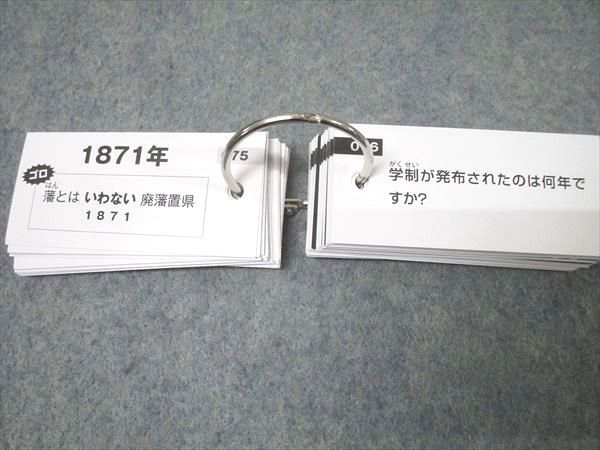 1871年
75
ゴロ
はん
藩とは いわない 廃藩置県
1871
がくせい
学制が発布されたのは何年で
すか?